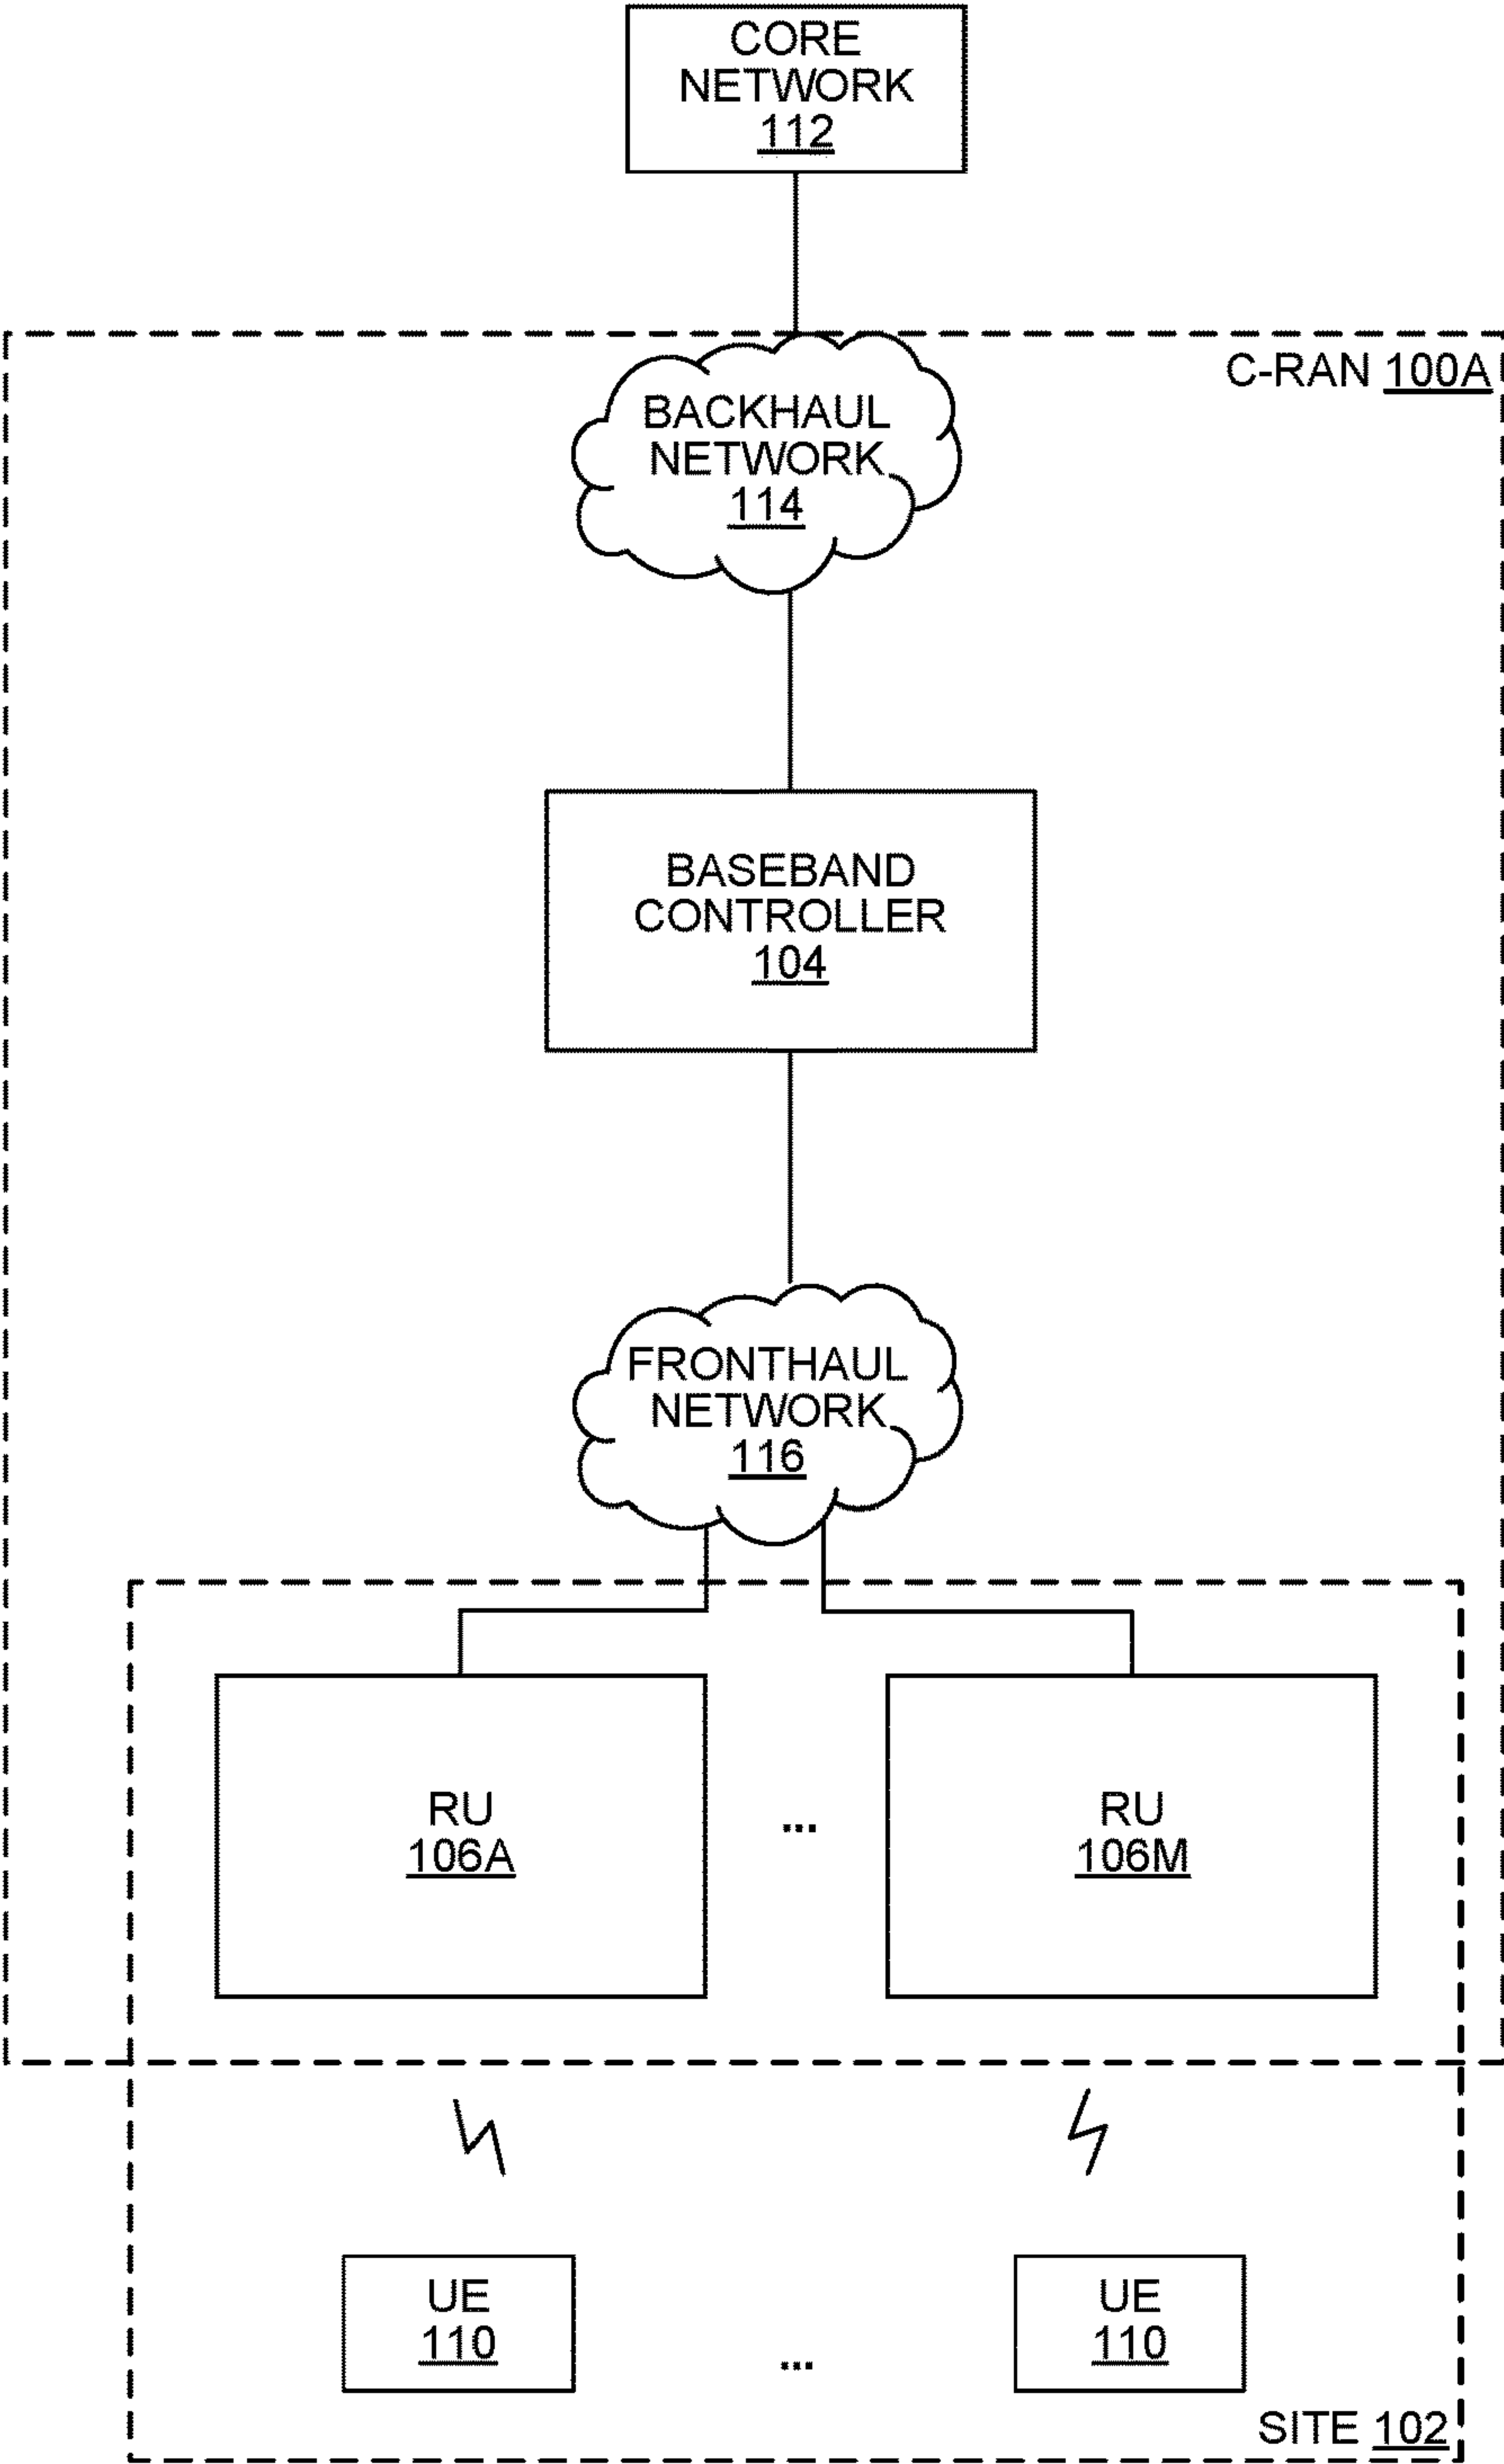 CORE
NETWORK
112
C-RAN 100A
BACKHAUL
NETWORK
114
BASEBAND
CONTROLLER
104
FRONTHAUL
NETWORK
116
RU
106A
...
RU
106M
UE
110
...
UE
110
SITE 102